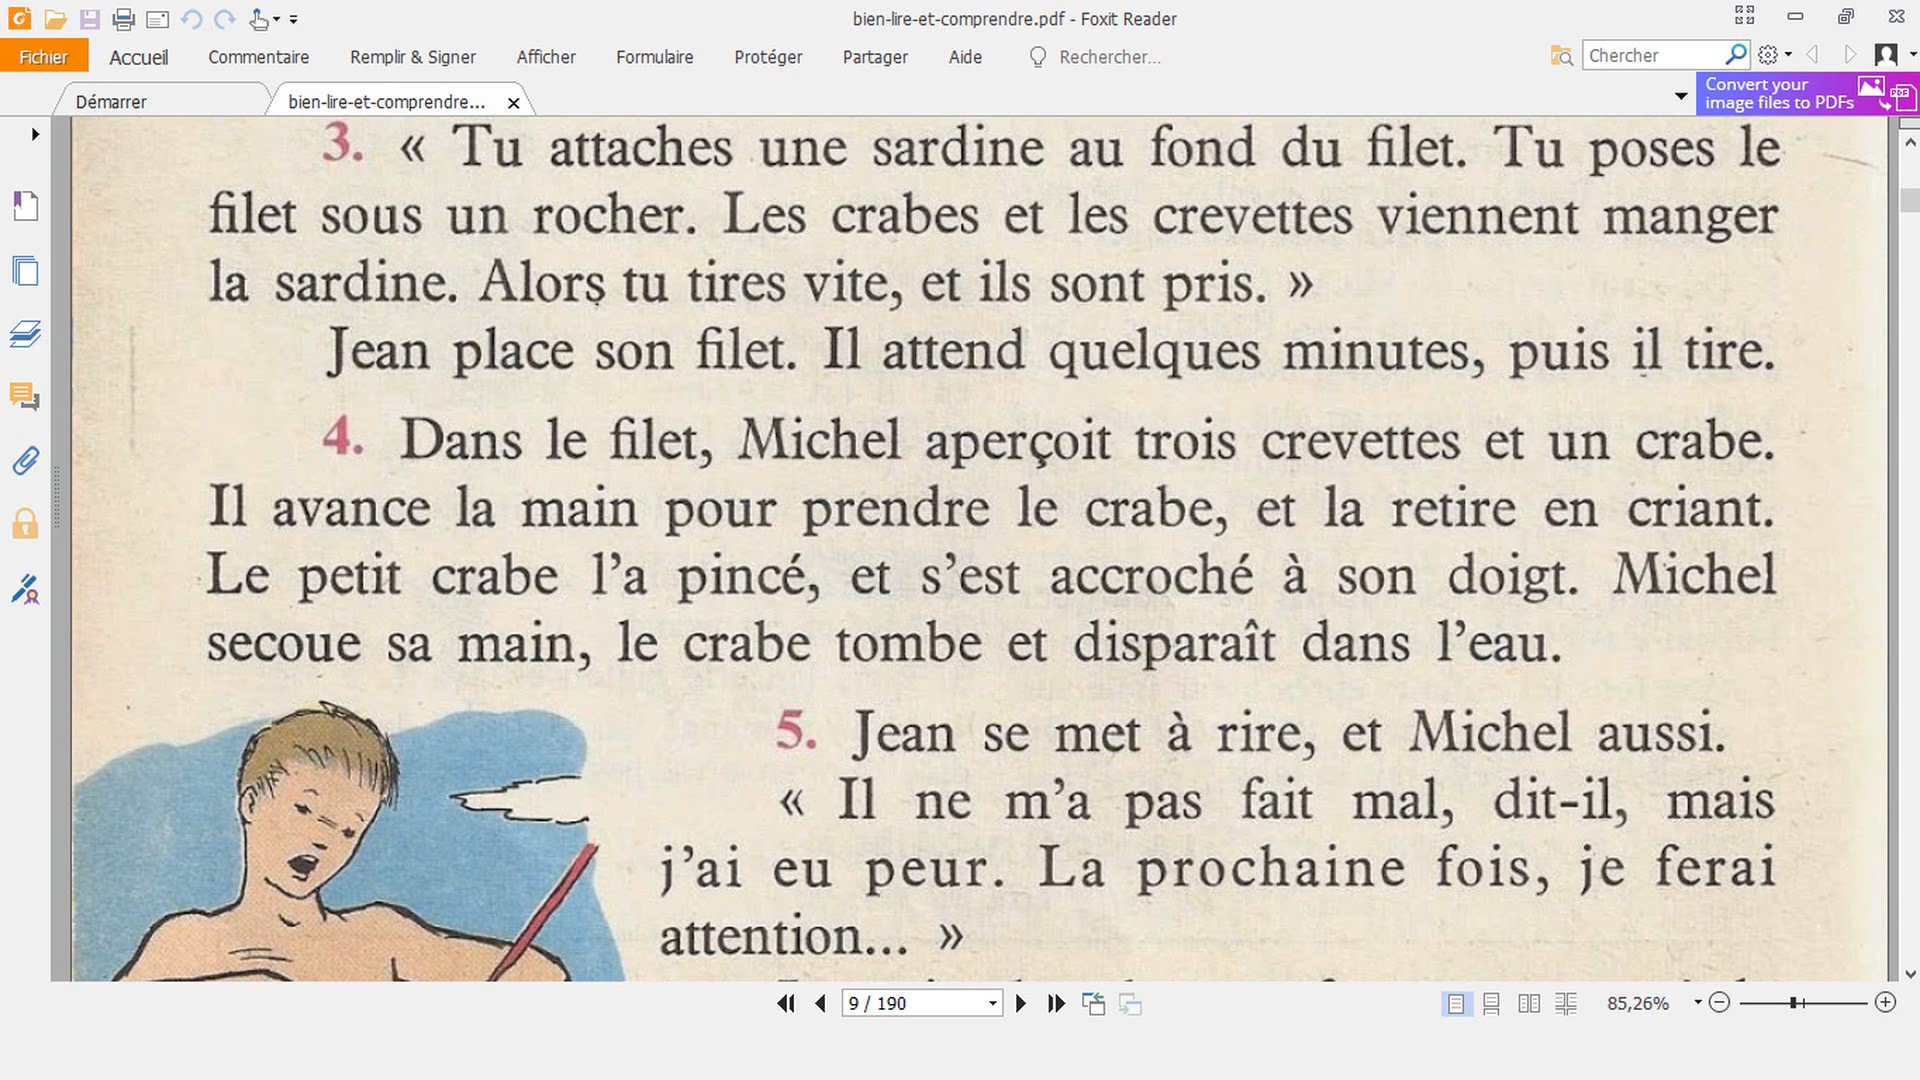 bien-lire-et-comprendre.pdf - Foxit Reader
Fichier Accueil Commentaire Remplir & Signer Afficher Formulaire Protéger Partager Aide Rechercher... Chercher
Démarrer bien-lire-et-comprendre...
Convert your
image files to PDFs
PDF
3. « Tu attaches une sardine au fond du filet. Tu poses le
filet sous un rocher. Les crabes et les crevettes viennent manger
la sardine. Alors tu tires vite, et ils sont pris. »
Jean place son filet. Il attend quelques minutes, puis il tire.
4. Dans le filet, Michel aperçoit trois crevettes et un crabe.
Il avance la main pour prendre le crabe, et la retire en criant.
Le petit crabe l’a pincé, et s’est accroché à son doigt. Michel
secoue sa main, le crabe tombe et disparaît dans l’eau.
5. Jean se met à rire, et Michel aussi.
« Il ne m’a pas fait mal, dit-il, mais
j’ai eu peur. La prochaine fois, je ferai
attention... »
9 / 190
85,26%